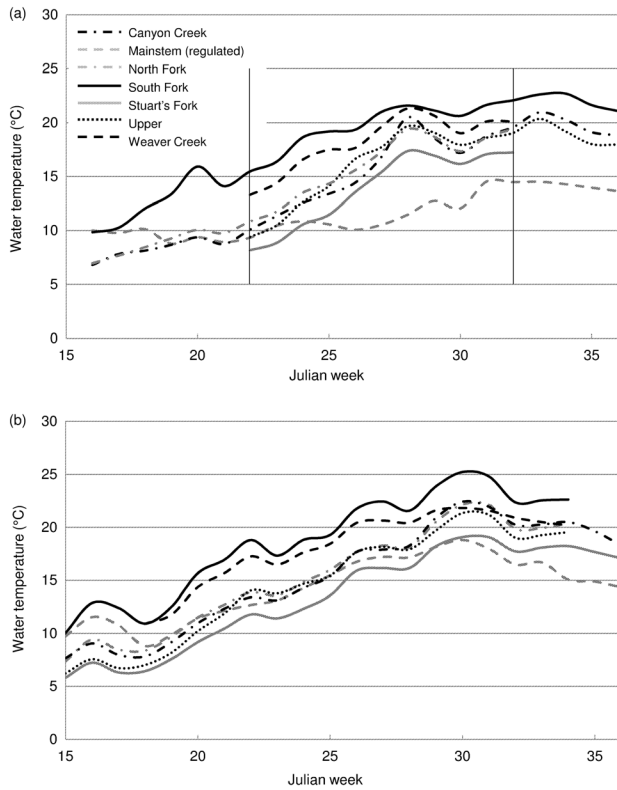 (a)
30
25
20
15
10
5
0
Water temperature (°C)
Canyon Creek
Mainstem (regulated)
North Fork
South Fork
Stuart's Fork
Upper
Weaver Creek
15 20 25 30 35
Julian week
(b)
30
25
20
15
10
5
0
Water temperature (°C)
15 20 25 30 35
Julian week